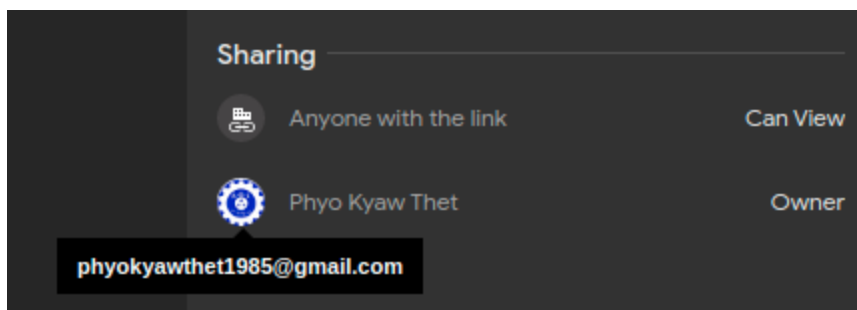 Sharing
Anyone with the link Can View
Phyo Kyaw Thet Owner
phyokyawthet1985@gmail.com